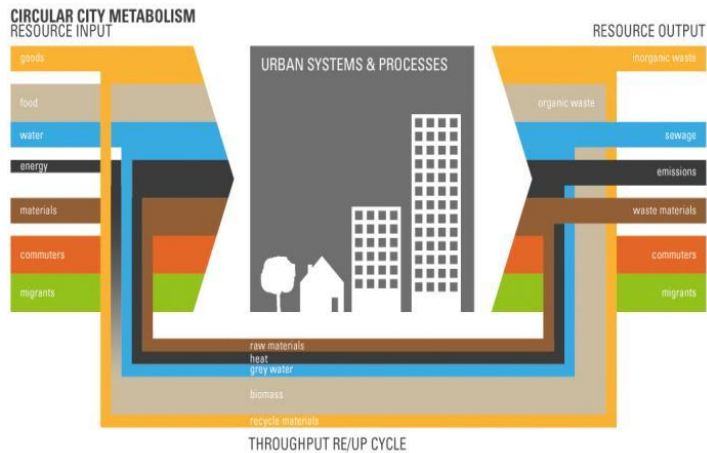 CIRCULAR CITY METABOLISM
RESOURCE INPUT
RESOURCE OUTPUT
goods
URBAN SYSTEMS & PROCESSES
inorganic waste
food
organic waste
water
sewage
energy
emissions
materials
waste materials
commuters
commuters
migrants
migrants
raw materials
heat
grey water
biomass
recycle materials
THROUGHPUT RE/UP CYCLE